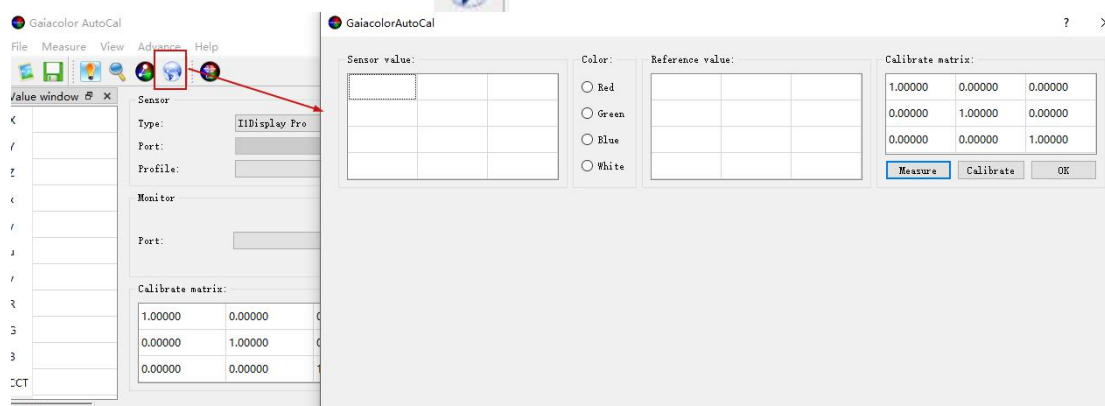 Gaiacolor AutoCal
File Measure View Advance Help
Value window
X
Y
Z
x
y
u
v
R
G
B
CCT
Sensor
Type: I1Display Pro
Port:
Profile:
Monitor
Port:
Calibrate matrix:
1.00000 0.00000
0.00000 1.00000
0.00000 0.00000
GaiacolorAutoCal ?
Sensor value:
Color:
Red
Green
Blue
White
Reference value:
Calibrate matrix:
1.00000 0.00000 0.00000
0.00000 1.00000 0.00000
0.00000 0.00000 1.00000
Measure Calibrate OK